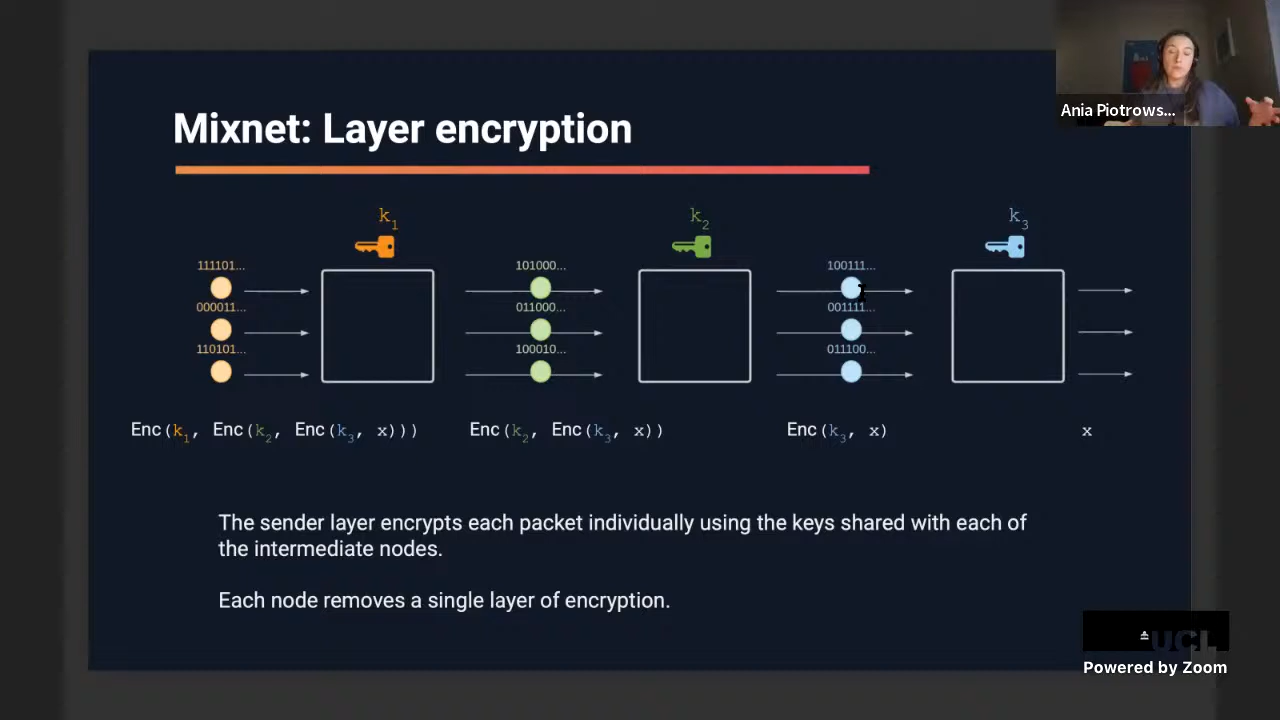 Ania Piotrows...
Mixnet: Layer encryption
k1 k2 k3
111101... 101000... 100111...
000011... 011000... 001111...
110101... 100010... 011100...
Enc(k1, Enc(k2, Enc(k3, x))) Enc(k2, Enc(k3, x)) Enc(k3, x) x
The sender layer encrypts each packet individually using the keys shared with each of
the intermediate nodes.
Each node removes a single layer of encryption.
UCL
Powered by Zoom